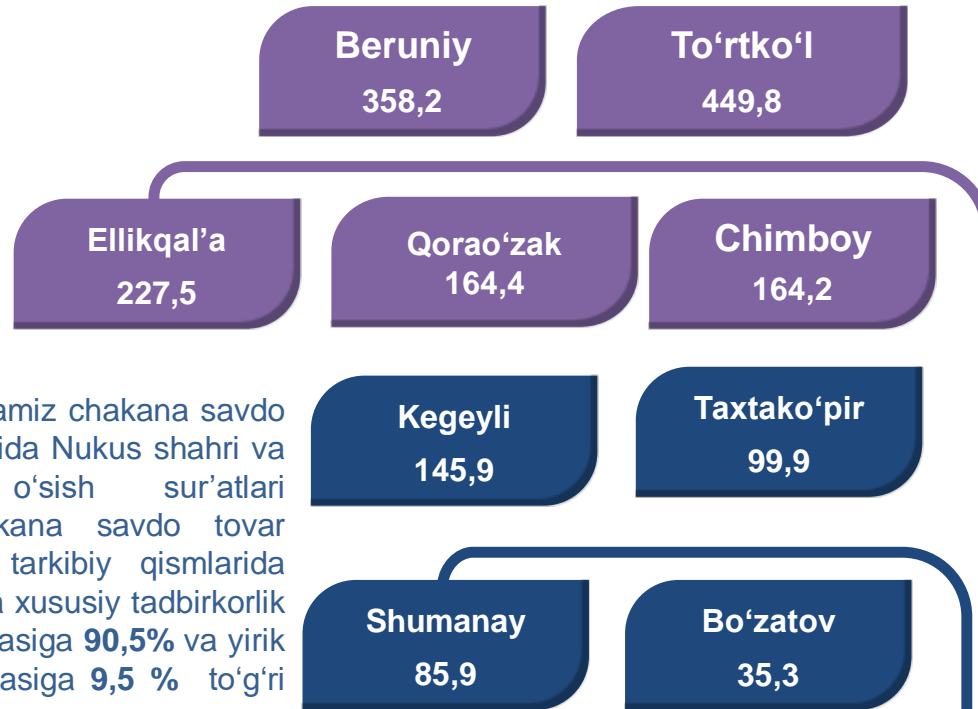 Beruniy
358,2
To‘rtko‘l
449,8
Ellikqal’a
227,5
Qorao‘zak
164,4
Chimboy
164,2
Kegeyli
145,9
Taxtako‘pir
99,9
amiz chakana savdo
ida Nukus shahri va
o‘sish sur’atlari
kana savdo tovar
tarkibiy qismlarida
a xususiy tadbirkorlik
asiga 90,5% va yirik
asiga 9,5 % to‘g‘ri
Shumanay
85,9
Bo‘zatov
35,3